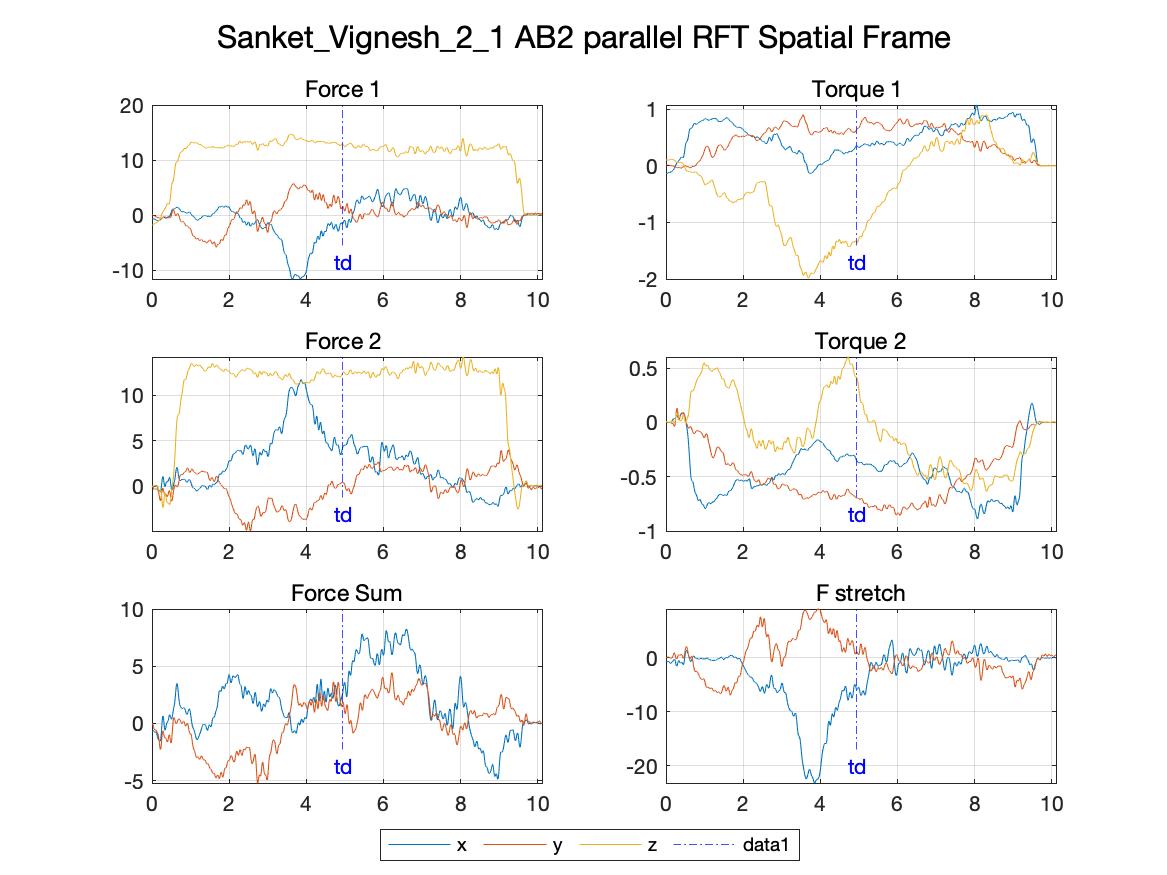 Sanket_Vignesh_2_1 AB2 parallel RFT Spatial Frame
Force 1
20
10
0
-10
0 2 4 6 8 10
td
Torque 1
1
0
-1
-2
0 2 4 6 8 10
td
Force 2
10
5
0
0 2 4 6 8 10
td
Torque 2
0.5
0
-0.5
-1
0 2 4 6 8 10
td
Force Sum
10
5
0
-5
0 2 4 6 8 10
td
F stretch
0
-10
-20
0 2 4 6 8 10
td
x y z data1